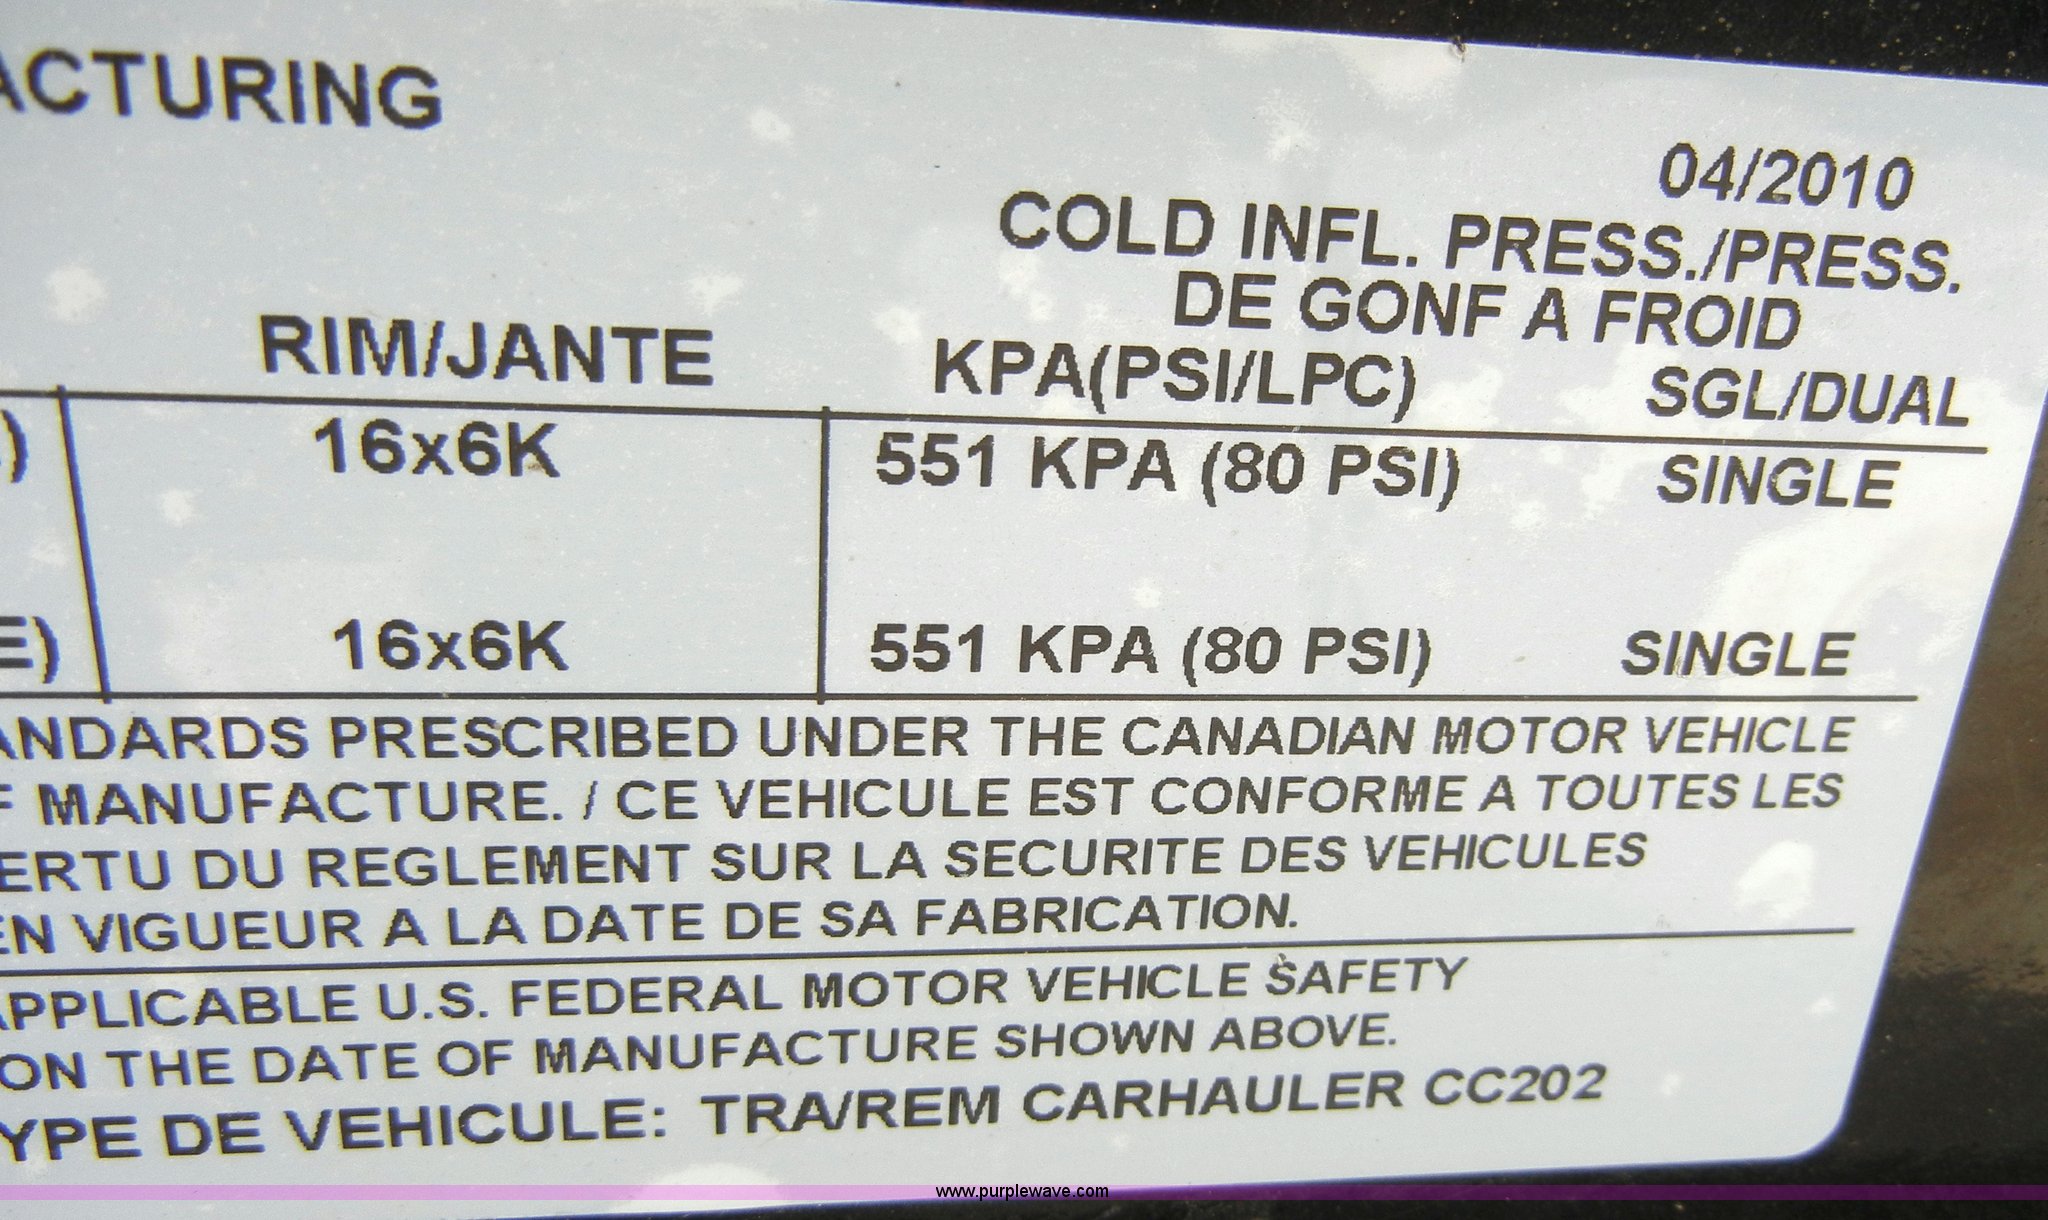 ACTURING
04/2010
COLD INFL. PRESS./PRESS.
DE GONF A FROID
RIM/JANTE KPA(PSI/LPC) SGL/DUAL
16x6K 551 KPA (80 PSI) SINGLE
E) 16x6K 551 KPA (80 PSI) SINGLE
ANDARDS PRESCRIBED UNDER THE CANADIAN MOTOR VEHICLE
F MANUFACTURE. / CE VEHICULE EST CONFORME A TOUTES LES
ERTU DU REGLEMENT SUR LA SECURITE DES VEHICULES
EN VIGUEUR A LA DATE DE SA FABRICATION.
APPLICABLE U.S. FEDERAL MOTOR VEHICLE SAFETY
ON THE DATE OF MANUFACTURE SHOWN ABOVE.
YPE DE VEHICULE: TRA/REM CARHAULER CC202
www.purplewave.com